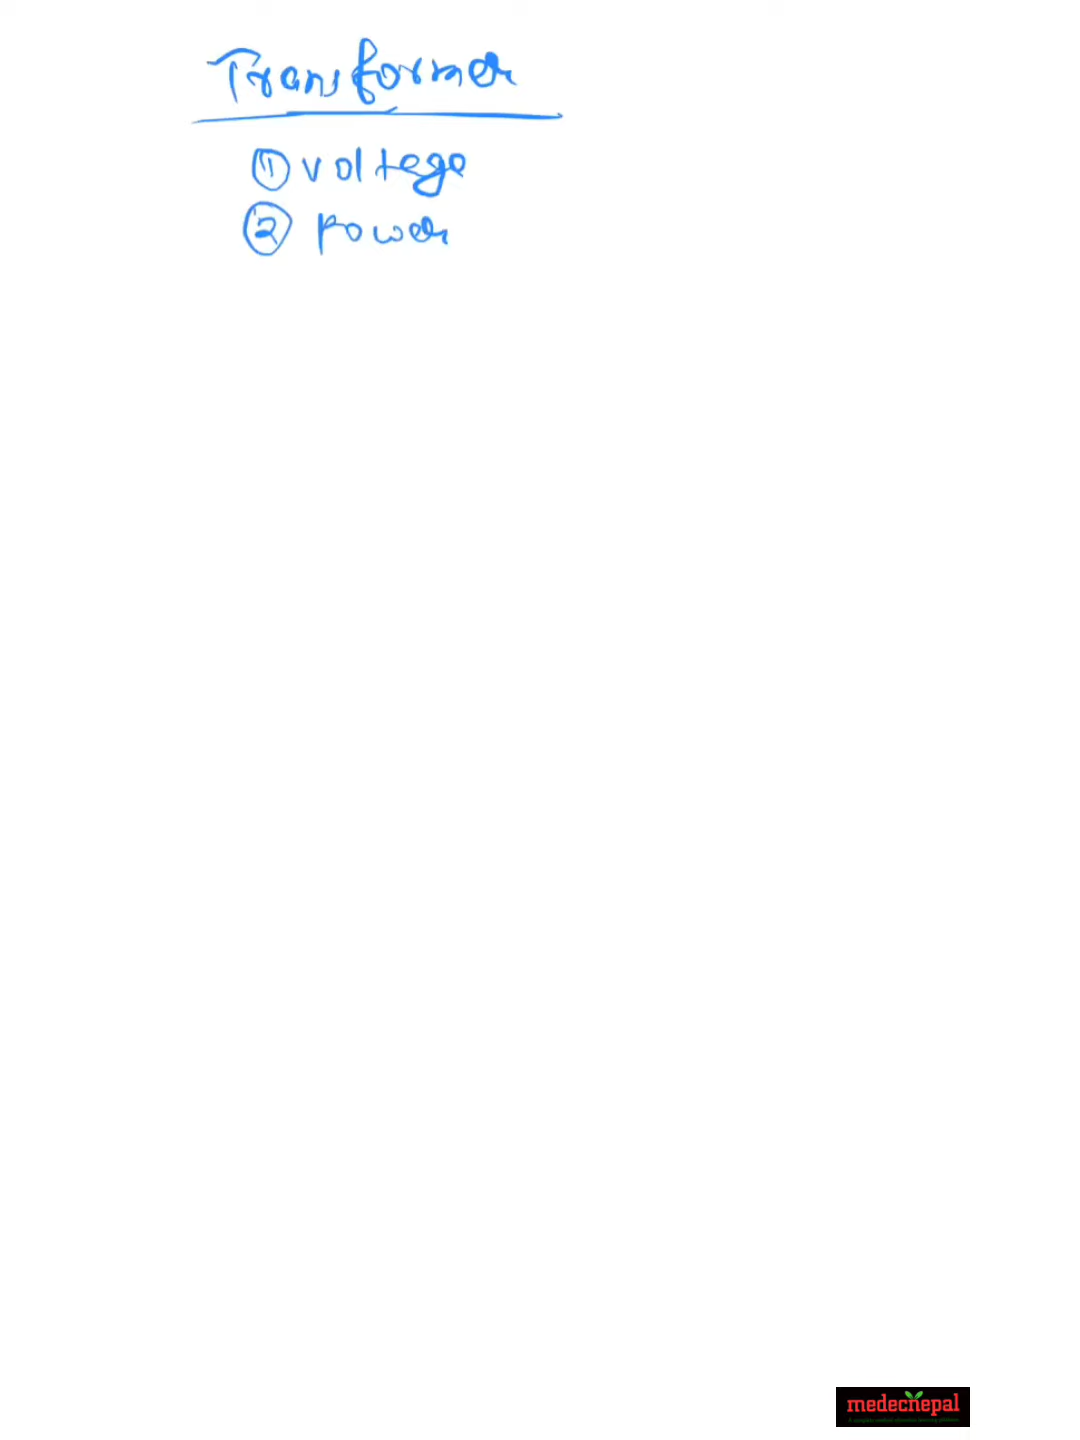 Transformer
① voltage
② power
medecnepal